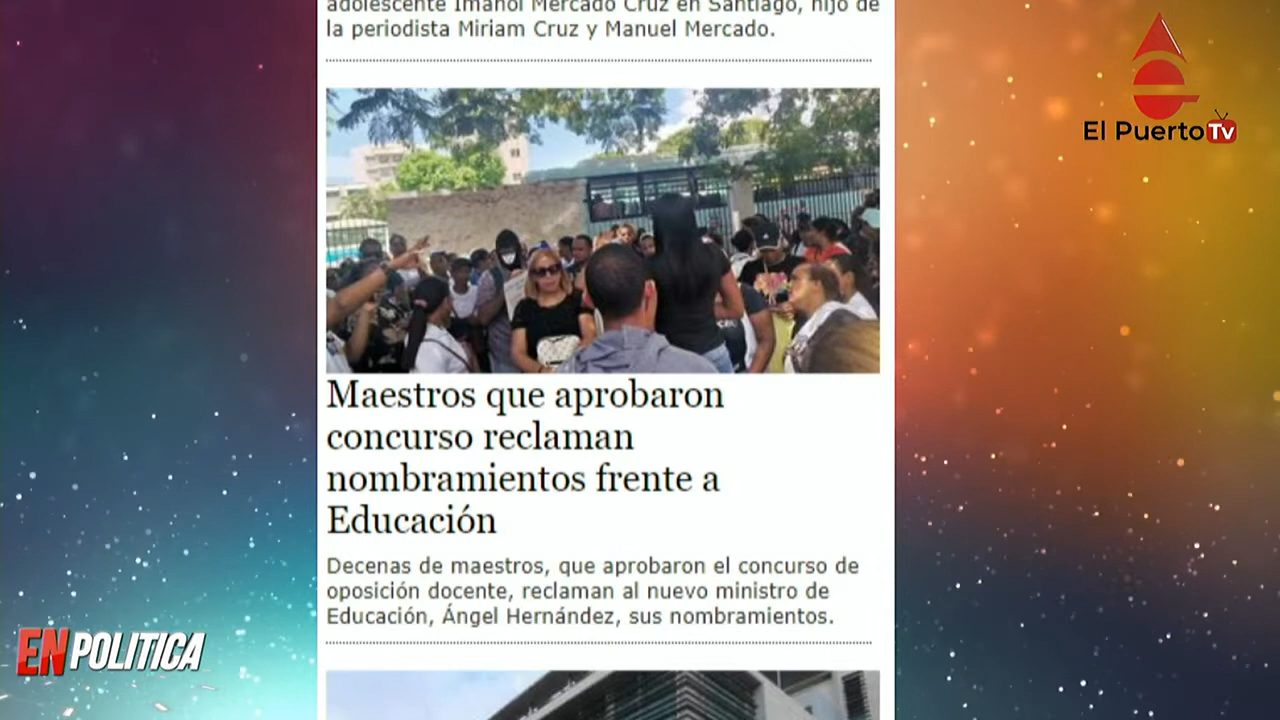 adolescente Imanol Mercado Cruz en Santiago, hijo de
la periodista Miriam Cruz y Manuel Mercado.
El Puerto Tv
Maestros que aprobaron
concurso reclaman
nombramientos frente a
Educación
Decenas de maestros, que aprobaron el concurso de
oposición docente, reclaman al nuevo ministro de
Educación, Ángel Hernández, sus nombramientos.
EN POLITICA